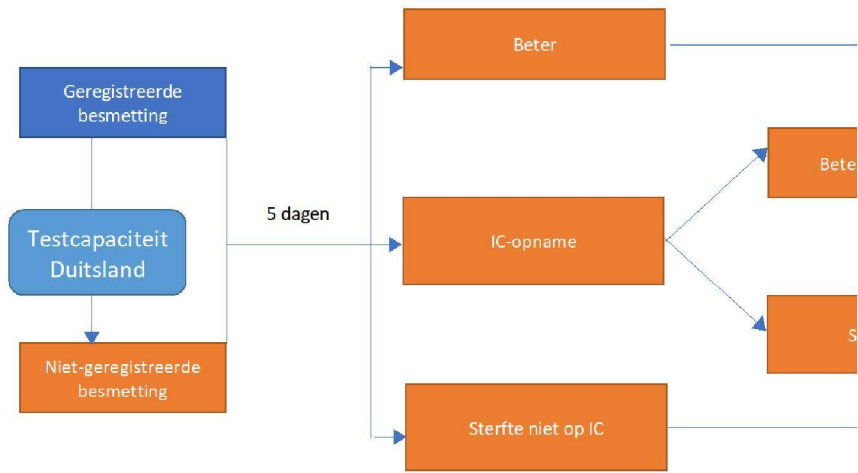 Geregistreerde
besmetting
Testcapaciteit
Duitsland
Niet-geregistreerde
besmetting
5 dagen
Beter
IC-opname
Sterfte niet op IC